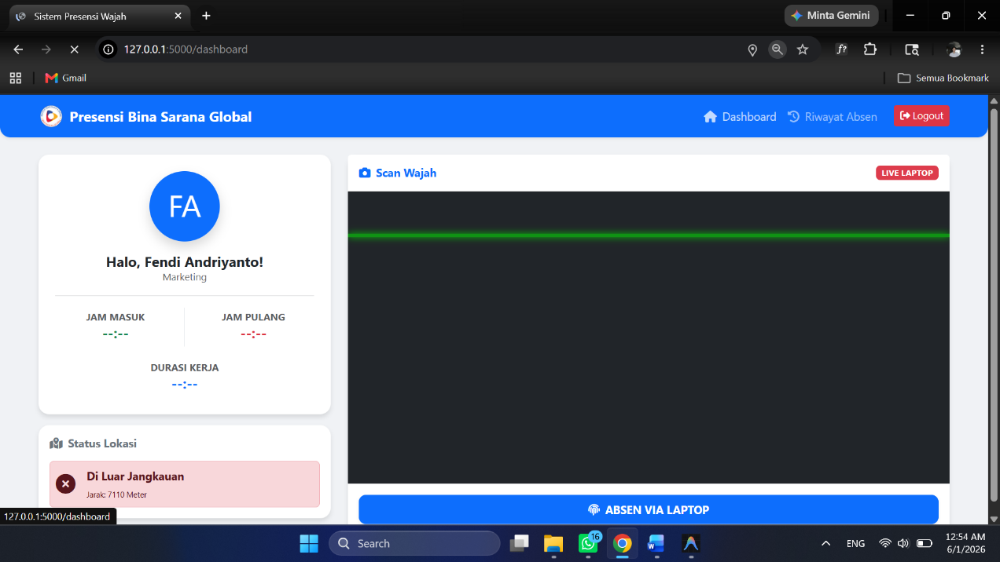 Sistem Presensi Wajah
Minta Gemini
127.0.0.1:5000/dashboard
f?
Gmail
Semua Bookmark
Presensi Bina Sarana Global
Dashboard
Riwayat Absen
Logout
FA
Halo, Fendi Andriyanto!
Marketing
JAM MASUK
--:--
JAM PULANG
--:--
DURASI KERJA
--:--
Status Lokasi
Di Luar Jangkauan
Jarak: 7110 Meter
Scan Wajah
LIVE LAPTOP
ABSEN VIA LAPTOP
127.0.0.1:5000/dashboard
Search
16
ENG
12:54 AM
6/1/2026